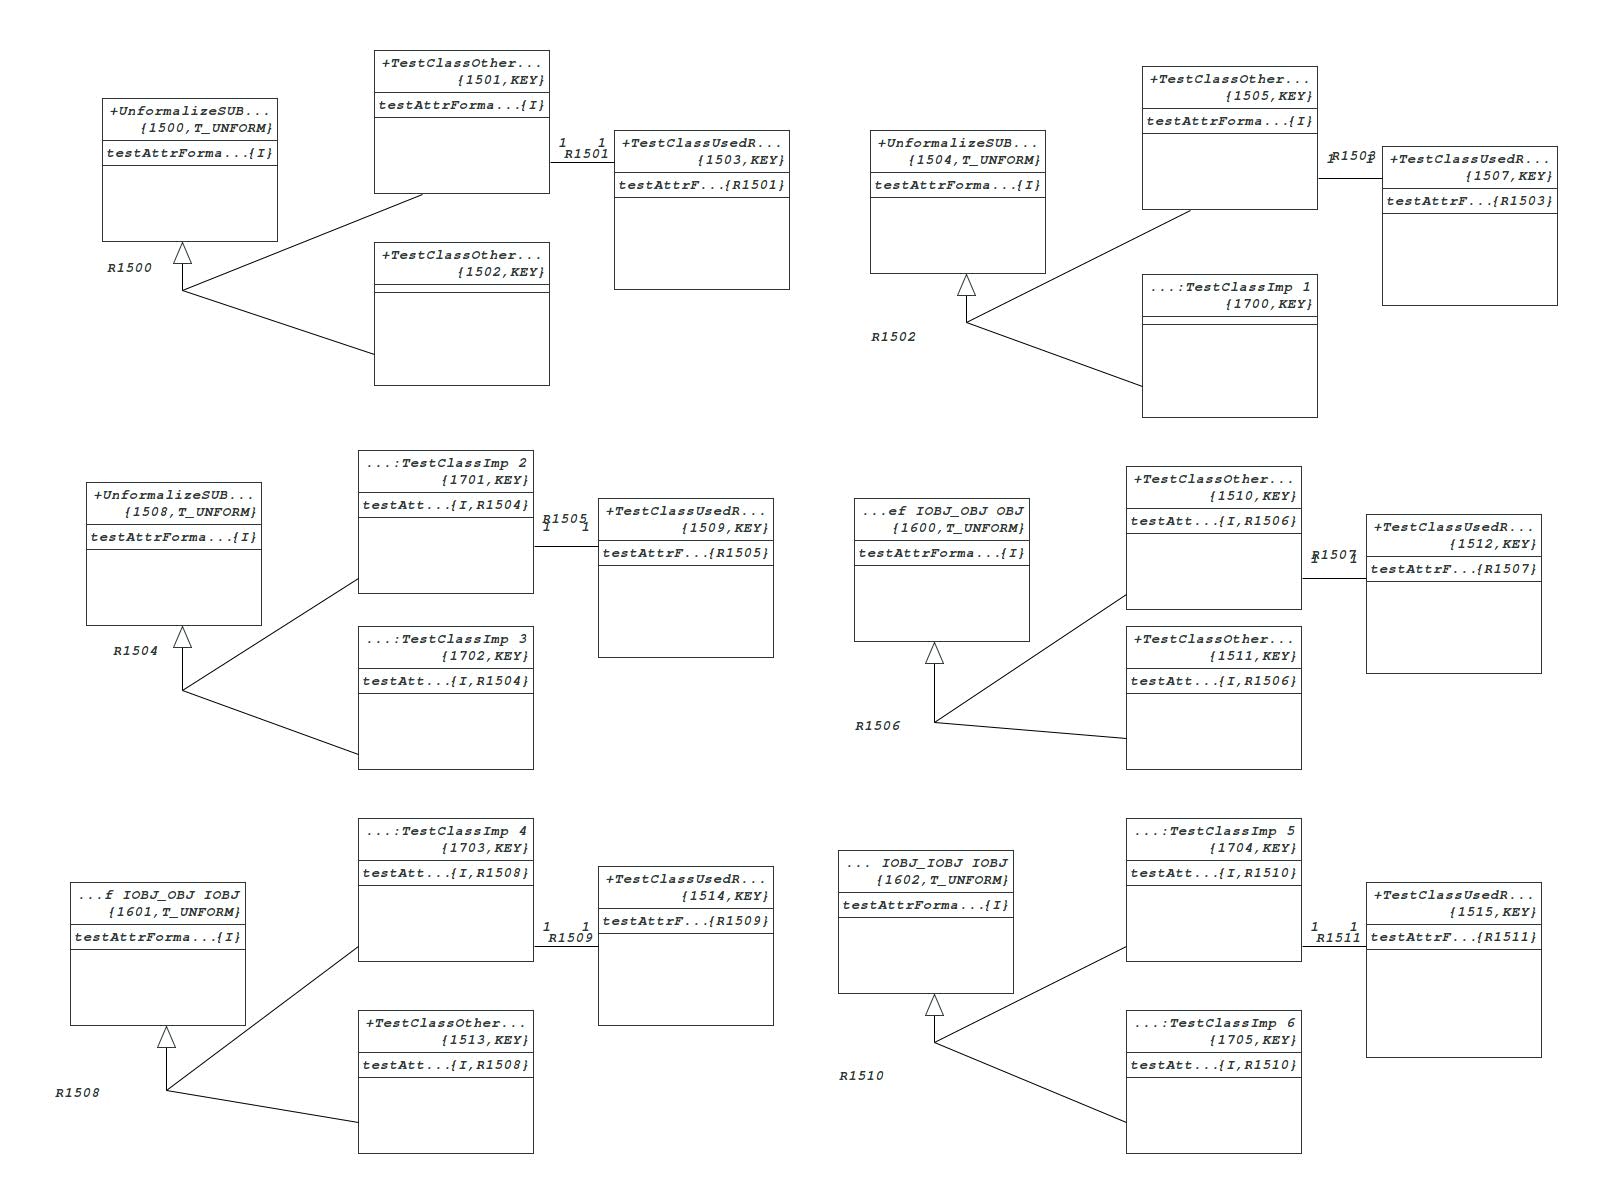 +UnformalizeSUB...
{1500,T_UNFORM}
testAttrForma...{I}
R1500
+TestClassOther...
{1501,KEY}
testAttrForma...{I}
1 1
R1501
+TestClassUsedR...
{1503,KEY}
testAttrF...{R1501}
+TestClassOther...
{1502,KEY}
+UnformalizeSUB...
{1504,T_UNFORM}
testAttrForma...{I}
R1502
+TestClassOther...
{1505,KEY}
testAttrForma...{I}
R1503
1 1
+TestClassUsedR...
{1507,KEY}
testAttrF...{R1503}
...:TestClassImp 1
{1700,KEY}
+UnformalizeSUB...
{1508,T_UNFORM}
testAttrForma...{I}
R1504
...:TestClassImp 2
{1701,KEY}
testAtt...{I,R1504}
R1505
1 1
+TestClassUsedR...
{1509,KEY}
testAttrF...{R1505}
...:TestClassImp 3
{1702,KEY}
testAtt...{I,R1504}
...ef IOBJ_OBJ OBJ
{1600,T_UNFORM}
testAttrForma...{I}
R1506
+TestClassOther...
{1510,KEY}
testAtt...{I,R1506}
R1507
1 1
+TestClassUsedR...
{1512,KEY}
testAttrF...{R1507}
+TestClassOther...
{1511,KEY}
testAtt...{I,R1506}
...f IOBJ_OBJ IOBJ
{1601,T_UNFORM}
testAttrForma...{I}
R1508
...:TestClassImp 4
{1703,KEY}
testAtt...{I,R1508}
1 1
R1509
+TestClassUsedR...
{1514,KEY}
testAttrF...{R1509}
+TestClassOther...
{1513,KEY}
testAtt...{I,R1508}
... IOBJ_IOBJ IOBJ
{1602,T_UNFORM}
testAttrForma...{I}
R1510
...:TestClassImp 5
{1704,KEY}
testAtt...{I,R1510}
1 1
R1511
+TestClassUsedR...
{1515,KEY}
testAttrF...{R1511}
...:TestClassImp 6
{1705,KEY}
testAtt...{I,R1510}